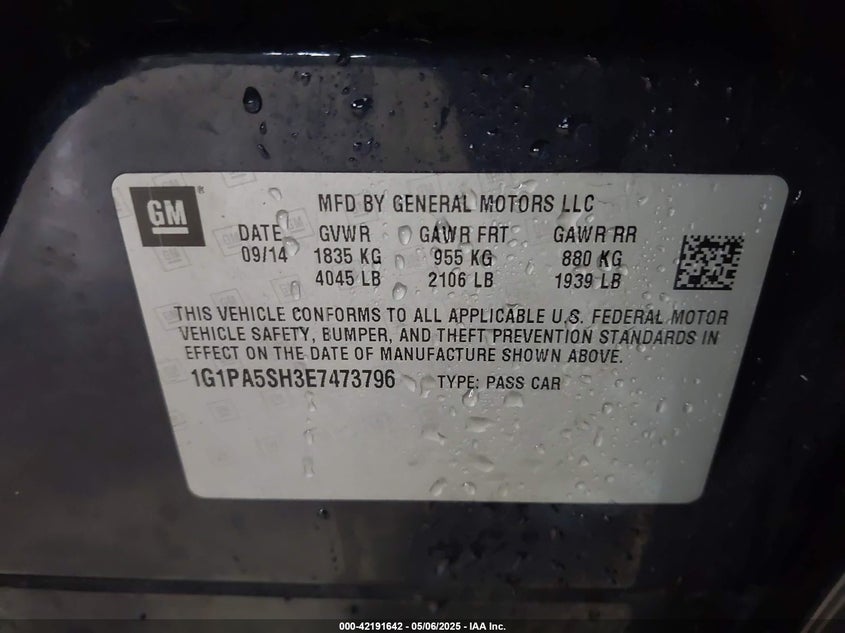 GM ®
MFD BY GENERAL MOTORS LLC
DATE GVWR GAWR FRT GAWR RR
09/14 1835 KG 955 KG 880 KG
4045 LB 2106 LB 1939 LB
THIS VEHICLE CONFORMS TO ALL APPLICABLE U.S. FEDERAL MOTOR
VEHICLE SAFETY, BUMPER, AND THEFT PREVENTION STANDARDS IN
EFFECT ON THE DATE OF MANUFACTURE SHOWN ABOVE.
1G1PA5SH3E7473796 TYPE: PASS CAR
000-42191642 - 05/06/2025 - IAA Inc.